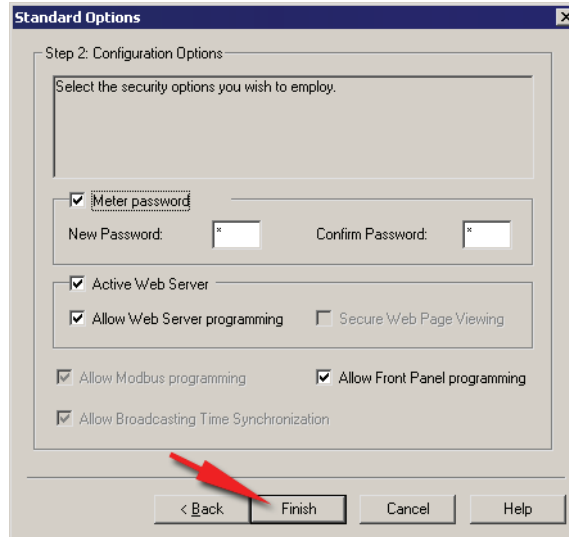 Standard Options
Step 2: Configuration Options
Select the security options you wish to employ.
Meter password
New Password: * Confirm Password: *
Active Web Server
Allow Web Server programming Secure Web Page Viewing
Allow Modbus programming Allow Front Panel programming
Allow Broadcasting Time Synchronization
< Back Finish Cancel Help